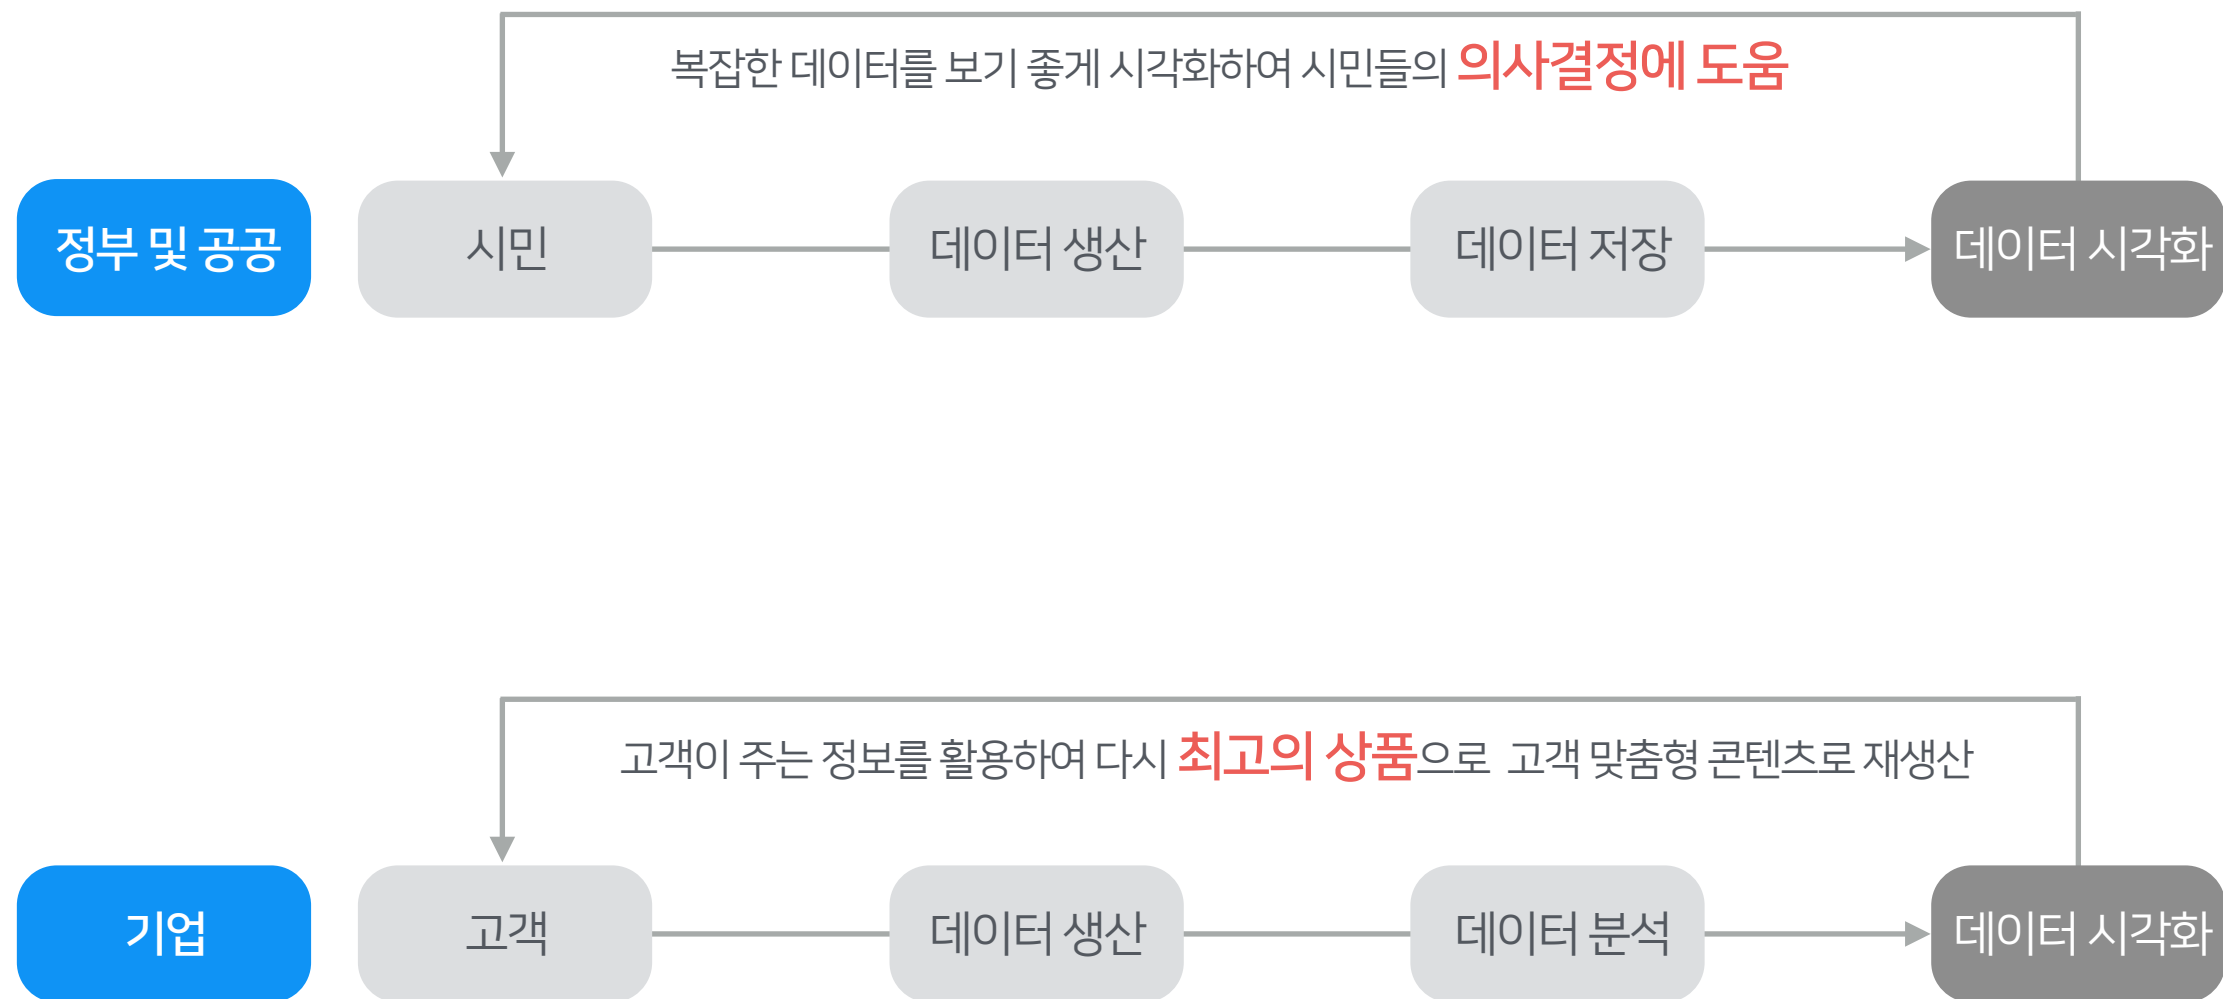 복잡한 데이터를 보기 좋게 시각화하여 시민들의 의사결정에 도움
정부 및 공공
시민
데이터 생산
데이터 저장
데이터 시각화
고객이 주는 정보를 활용하여 다시 최고의 상품으로 고객 맞춤형 콘텐츠로 재생산
기업
고객
데이터 생산
데이터 분석
데이터 시각화